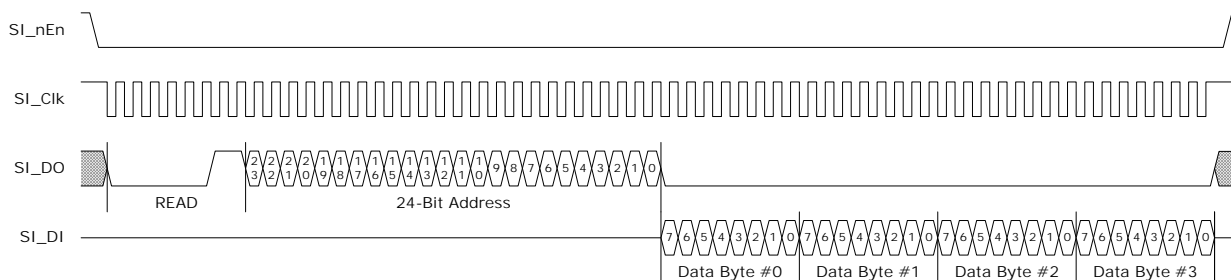 SI_nEn
SI_Clk
SI_DO
23 22 21 20 19 18 17 16 15 14 13 12 11 10 9 8 7 6 5 4 3 2 1 0
READ
24-Bit Address
SI_DI
7 6 5 4 3 2 1 0 7 6 5 4 3 2 1 0 7 6 5 4 3 2 1 0 7 6 5 4 3 2 1 0
Data Byte #0 Data Byte #1 Data Byte #2 Data Byte #3